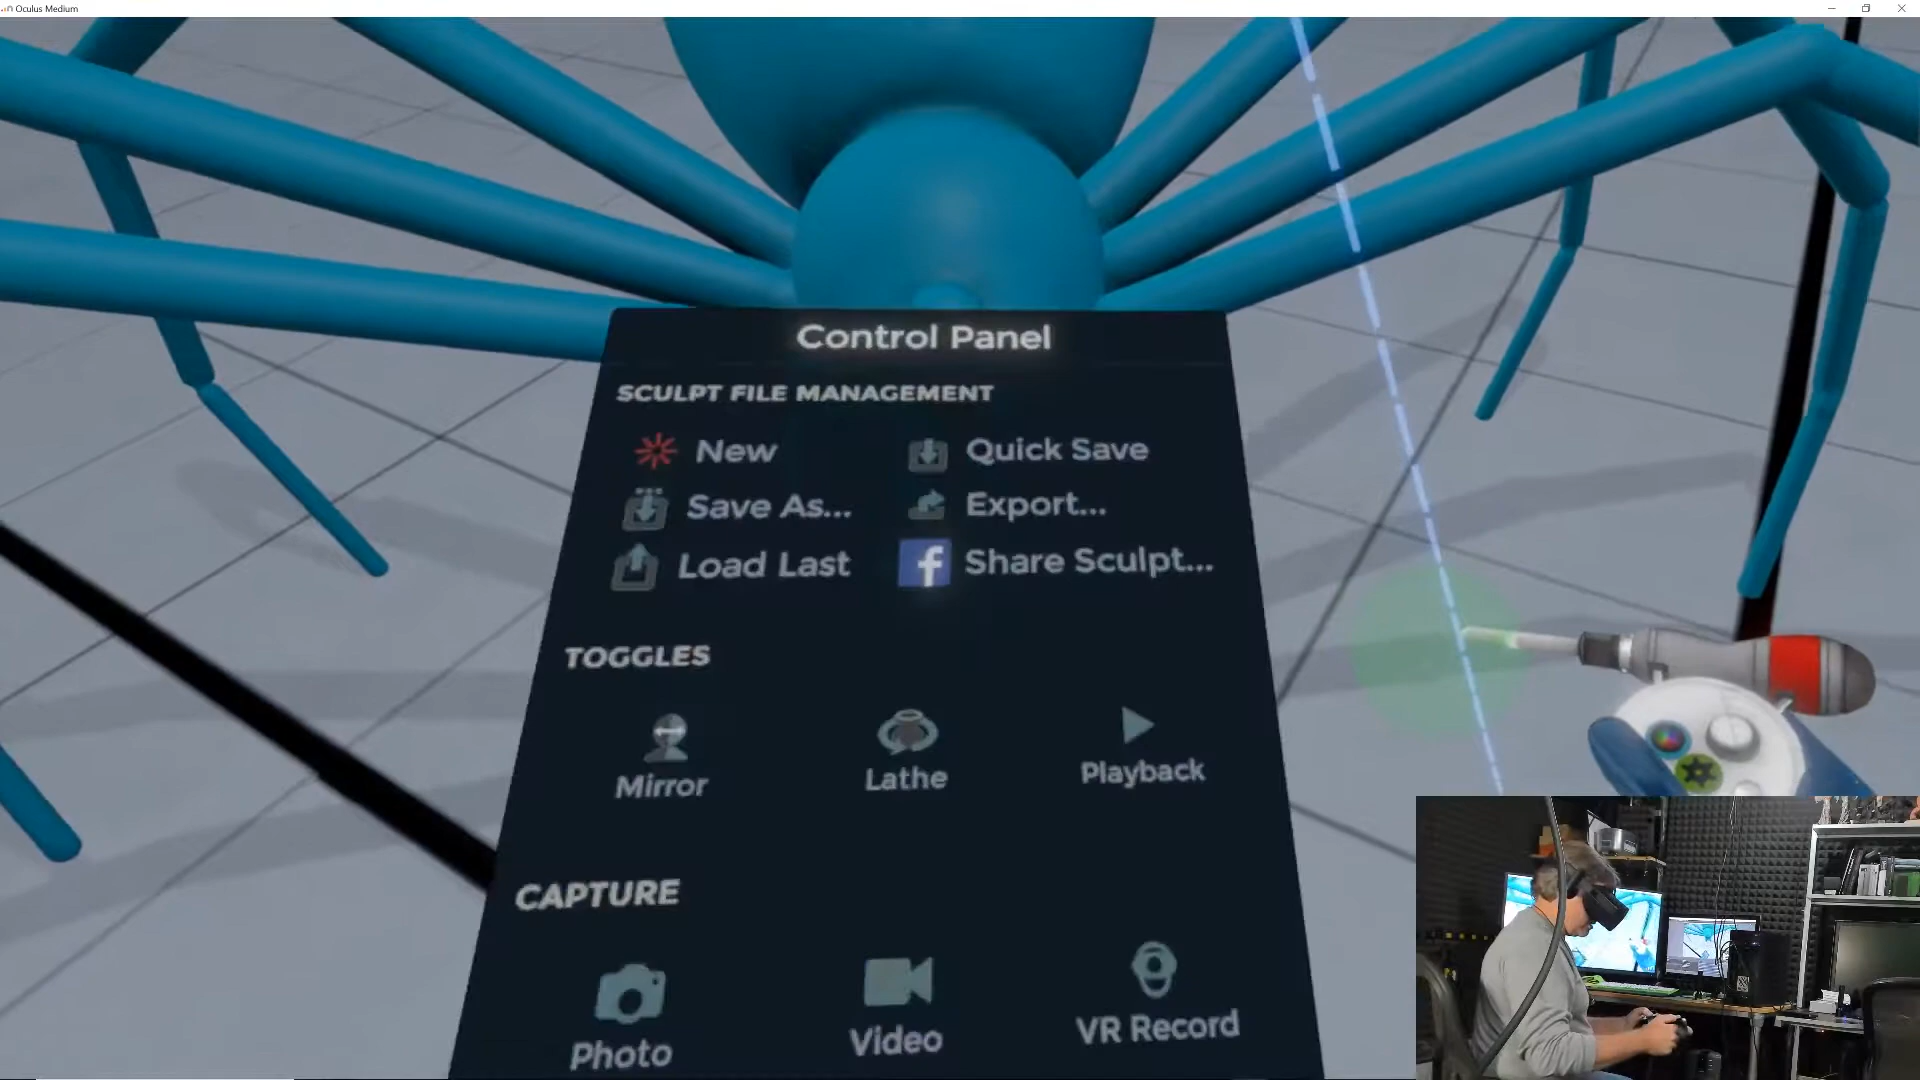 Oculus Medium
Control Panel
SCULPT FILE MANAGEMENT
New
Quick Save
Save As...
Export...
Load Last
f Share Sculpt...
TOGGLES
Mirror
Lathe
Playback
CAPTURE
Photo
Video
VR Record